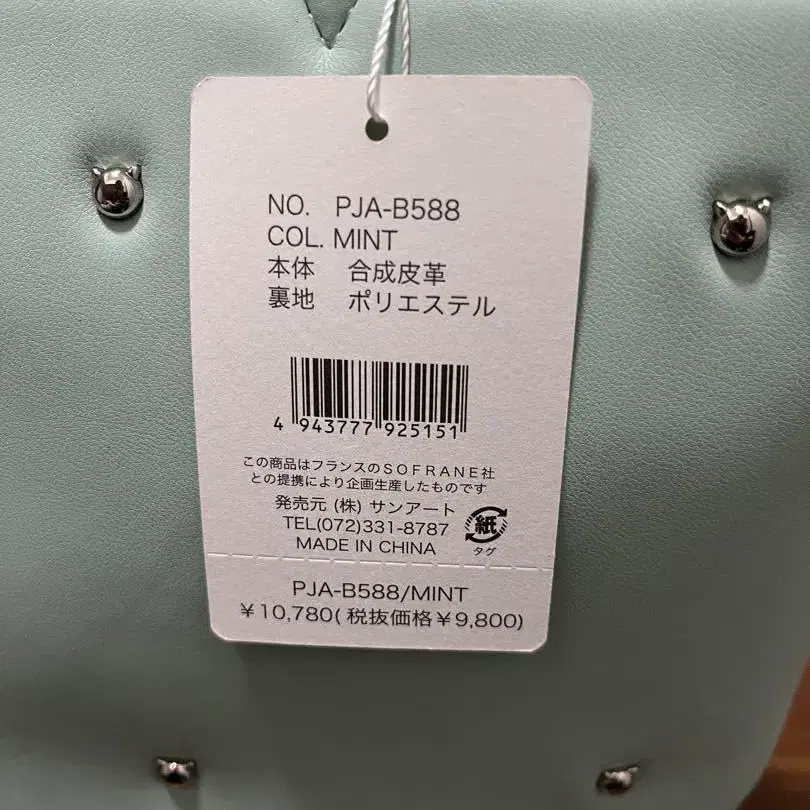 NO. PJA-B588
COL. MINT
本体 合成皮革
裏地 ポリエステル
4 943777 925151
この商品はフランスのＳＯＦＲＡＮＥ社
との提携により企画生産したものです
発売元 (株) サンアート
TEL(072)331-8787
MADE IN CHINA
紙
タグ
PJA-B588/MINT
￥10,780( 税抜価格￥9,800)